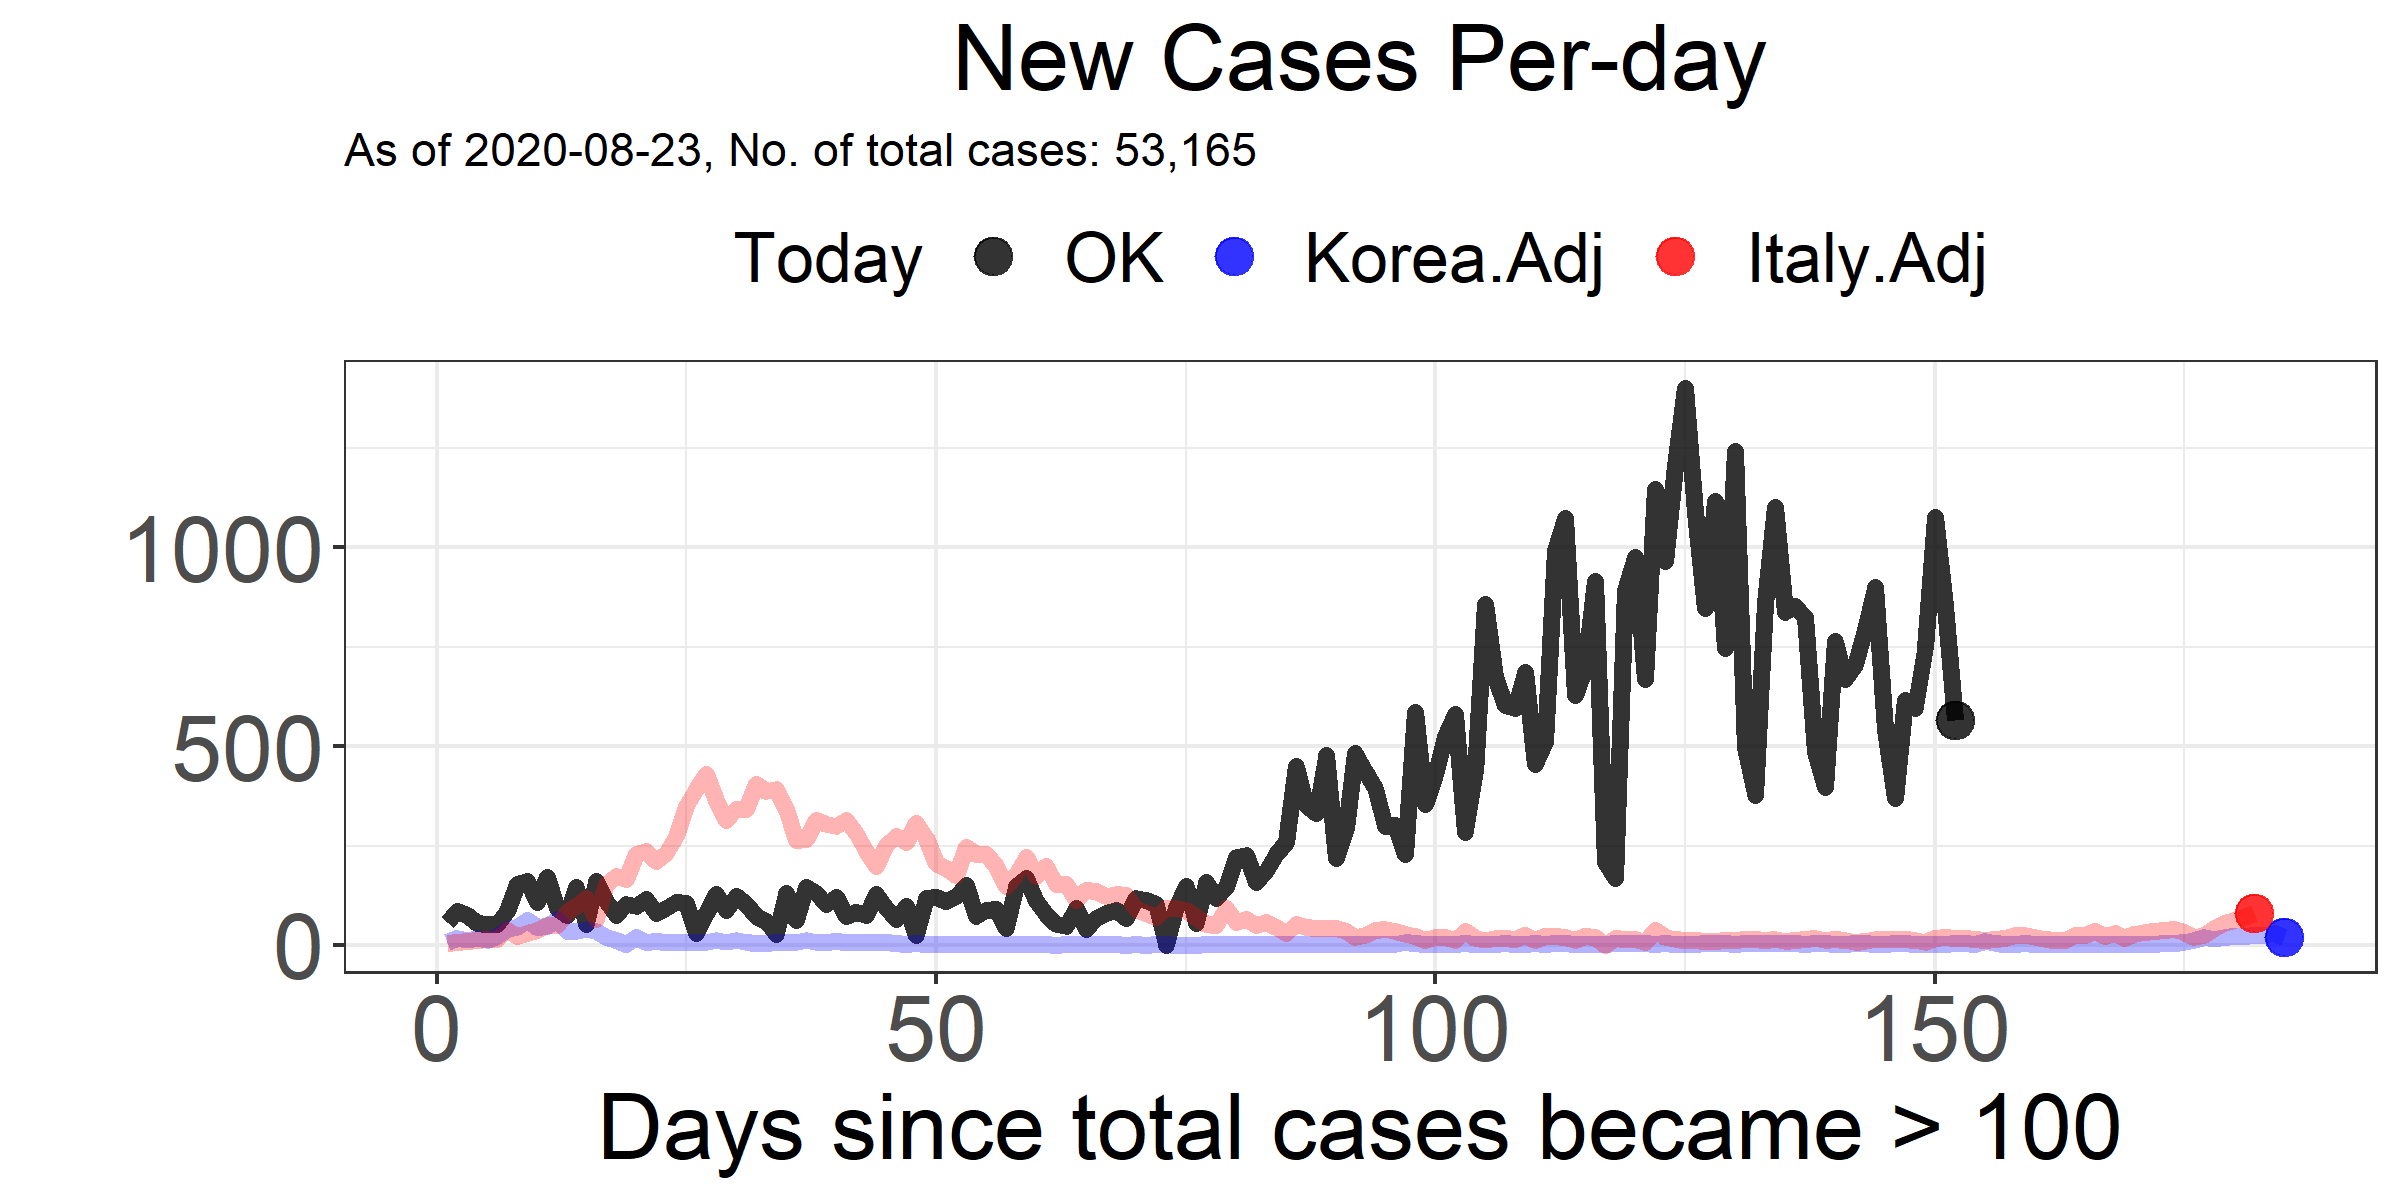 New Cases Per-day
As of 2020-08-23, No. of total cases: 53,165
Today OK Korea.Adj Italy.Adj
1000
500
0
0 50 100 150
Days since total cases became > 100